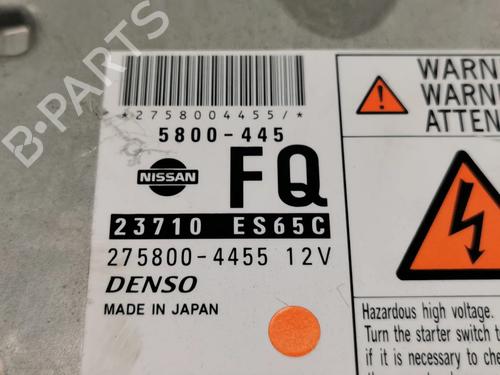 *2758004455/*
5800-445
NISSAN
FQ
23710 ES65C
275800-4455 12V
DENSO
MADE IN JAPAN
WARN
WARN
ATTEN
Hazardous high voltage.
Turn the starter switch t
if it is necessary to che
B-PARTS